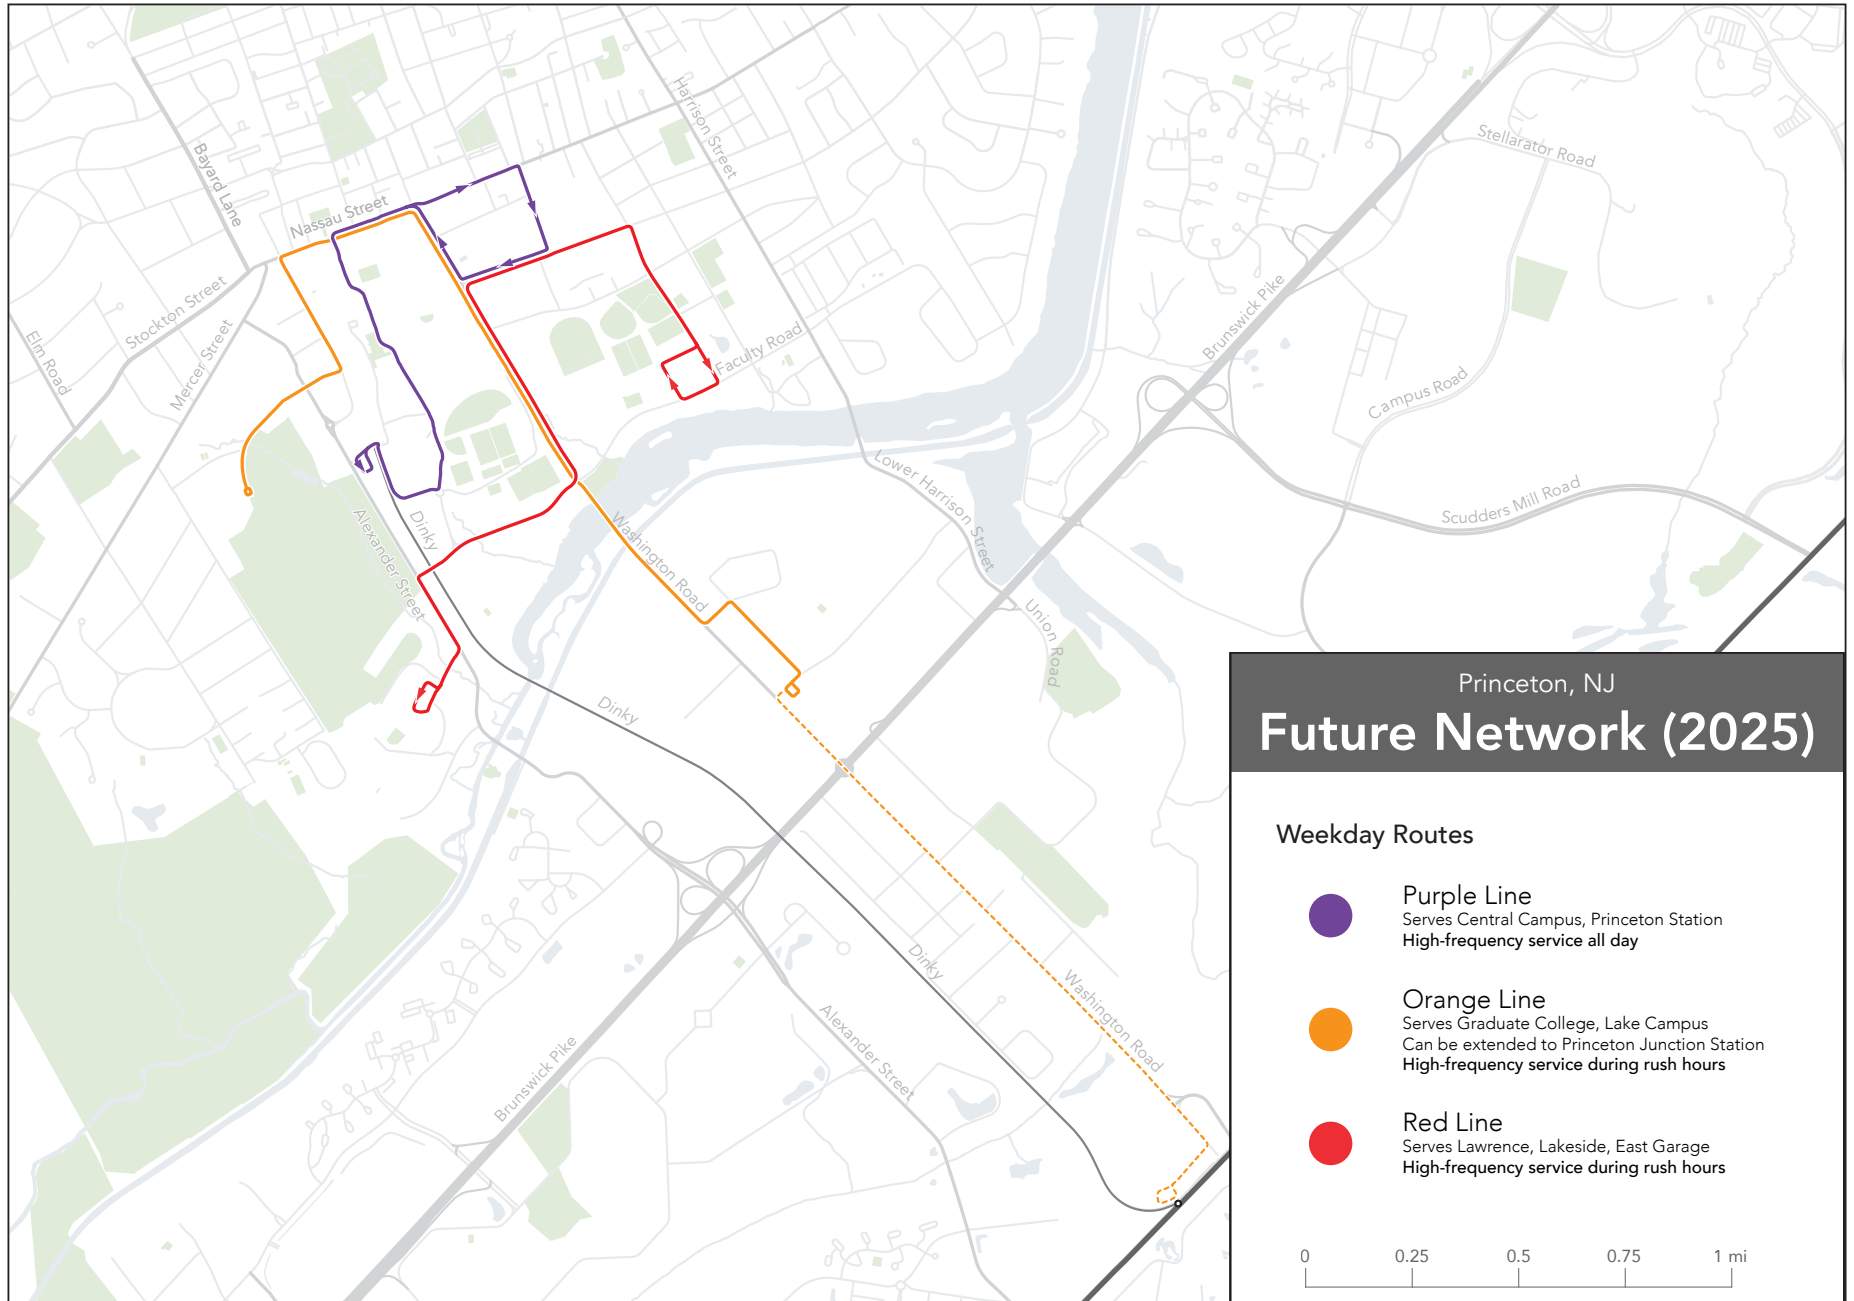 Harrison Street
Bayard Lane
Nassau Street
Stellarator Road
Stockton Street
Elm Road
Mercer Street
Faculty Road
Brunswick Pike
Campus Road
Lower Harrison Street
Scudders Mill Road
Alexander Street
Dinky
Washington Road
Union Road
Dinky
Dinky
Washington Road
Alexander Street
Brunswick Pike
Princeton, NJ
Future Network (2025)
Weekday Routes
Purple Line
Serves Central Campus, Princeton Station
High-frequency service all day
Orange Line
Serves Graduate College, Lake Campus
Can be extended to Princeton Junction Station
High-frequency service during rush hours
Red Line
Serves Lawrence, Lakeside, East Garage
High-frequency service during rush hours
0 0.25 0.5 0.75 1 mi